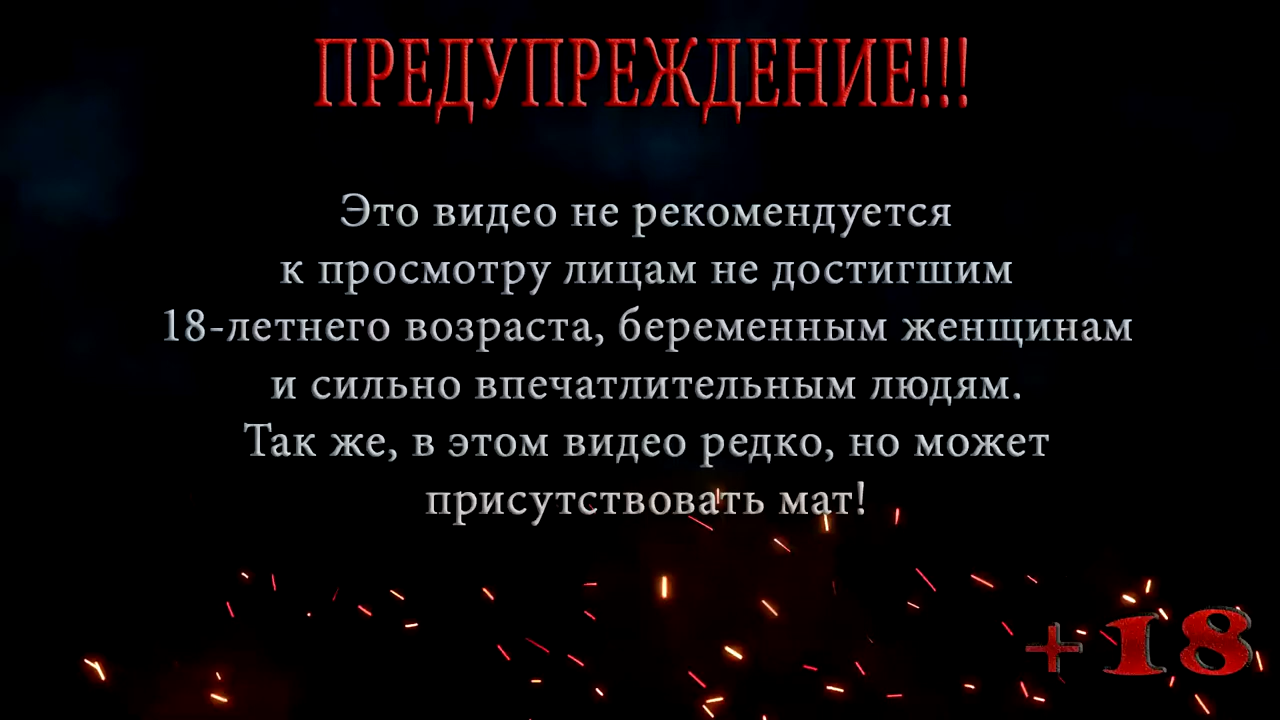 ПРЕДУПРЕЖДЕНИЕ!!!
Это видео не рекомендуется
к просмотру лицам не достигшим
18-летнего возраста, беременным женщинам
и сильно впечатлительным людям.
Так же, в этом видео редко, но может
присутствовать мат!
+18